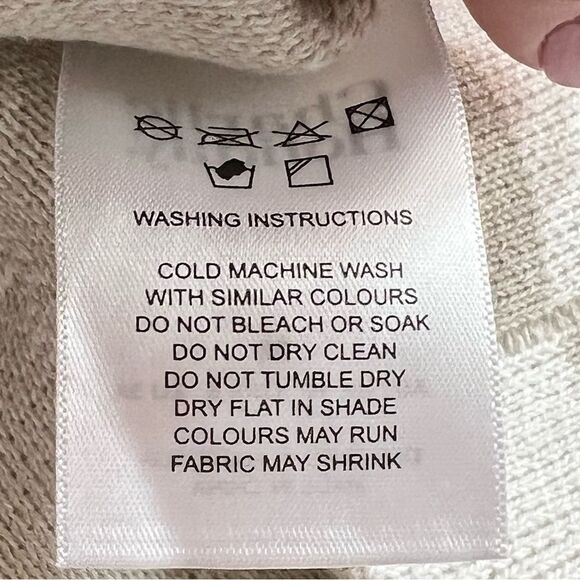 WASHING INSTRUCTIONS
COLD MACHINE WASH
WITH SIMILAR COLOURS
DO NOT BLEACH OR SOAK
DO NOT DRY CLEAN
DO NOT TUMBLE DRY
DRY FLAT IN SHADE
COLOURS MAY RUN
FABRIC MAY SHRINK